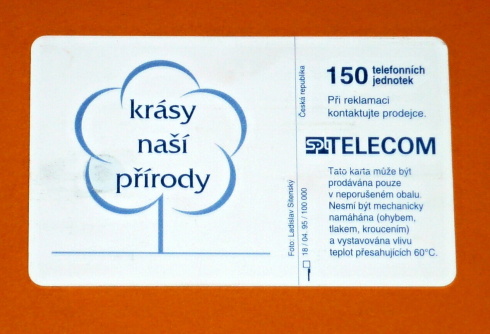 krásy
naší
přírody
Foto: Ladislav Silenský
18 / 04. 95 / 100 000
Česká republika
150 telefonních
jednotek
Při reklamaci
kontaktujte prodejce.
SPT TELECOM
Tato karta může být
prodávána pouze
v neporušeném obalu.
Nesmí být mechanicky
namáhána (ohybem,
tlakem, kroucením)
a vystavována vlivu
teplot přesahujících 60°C.